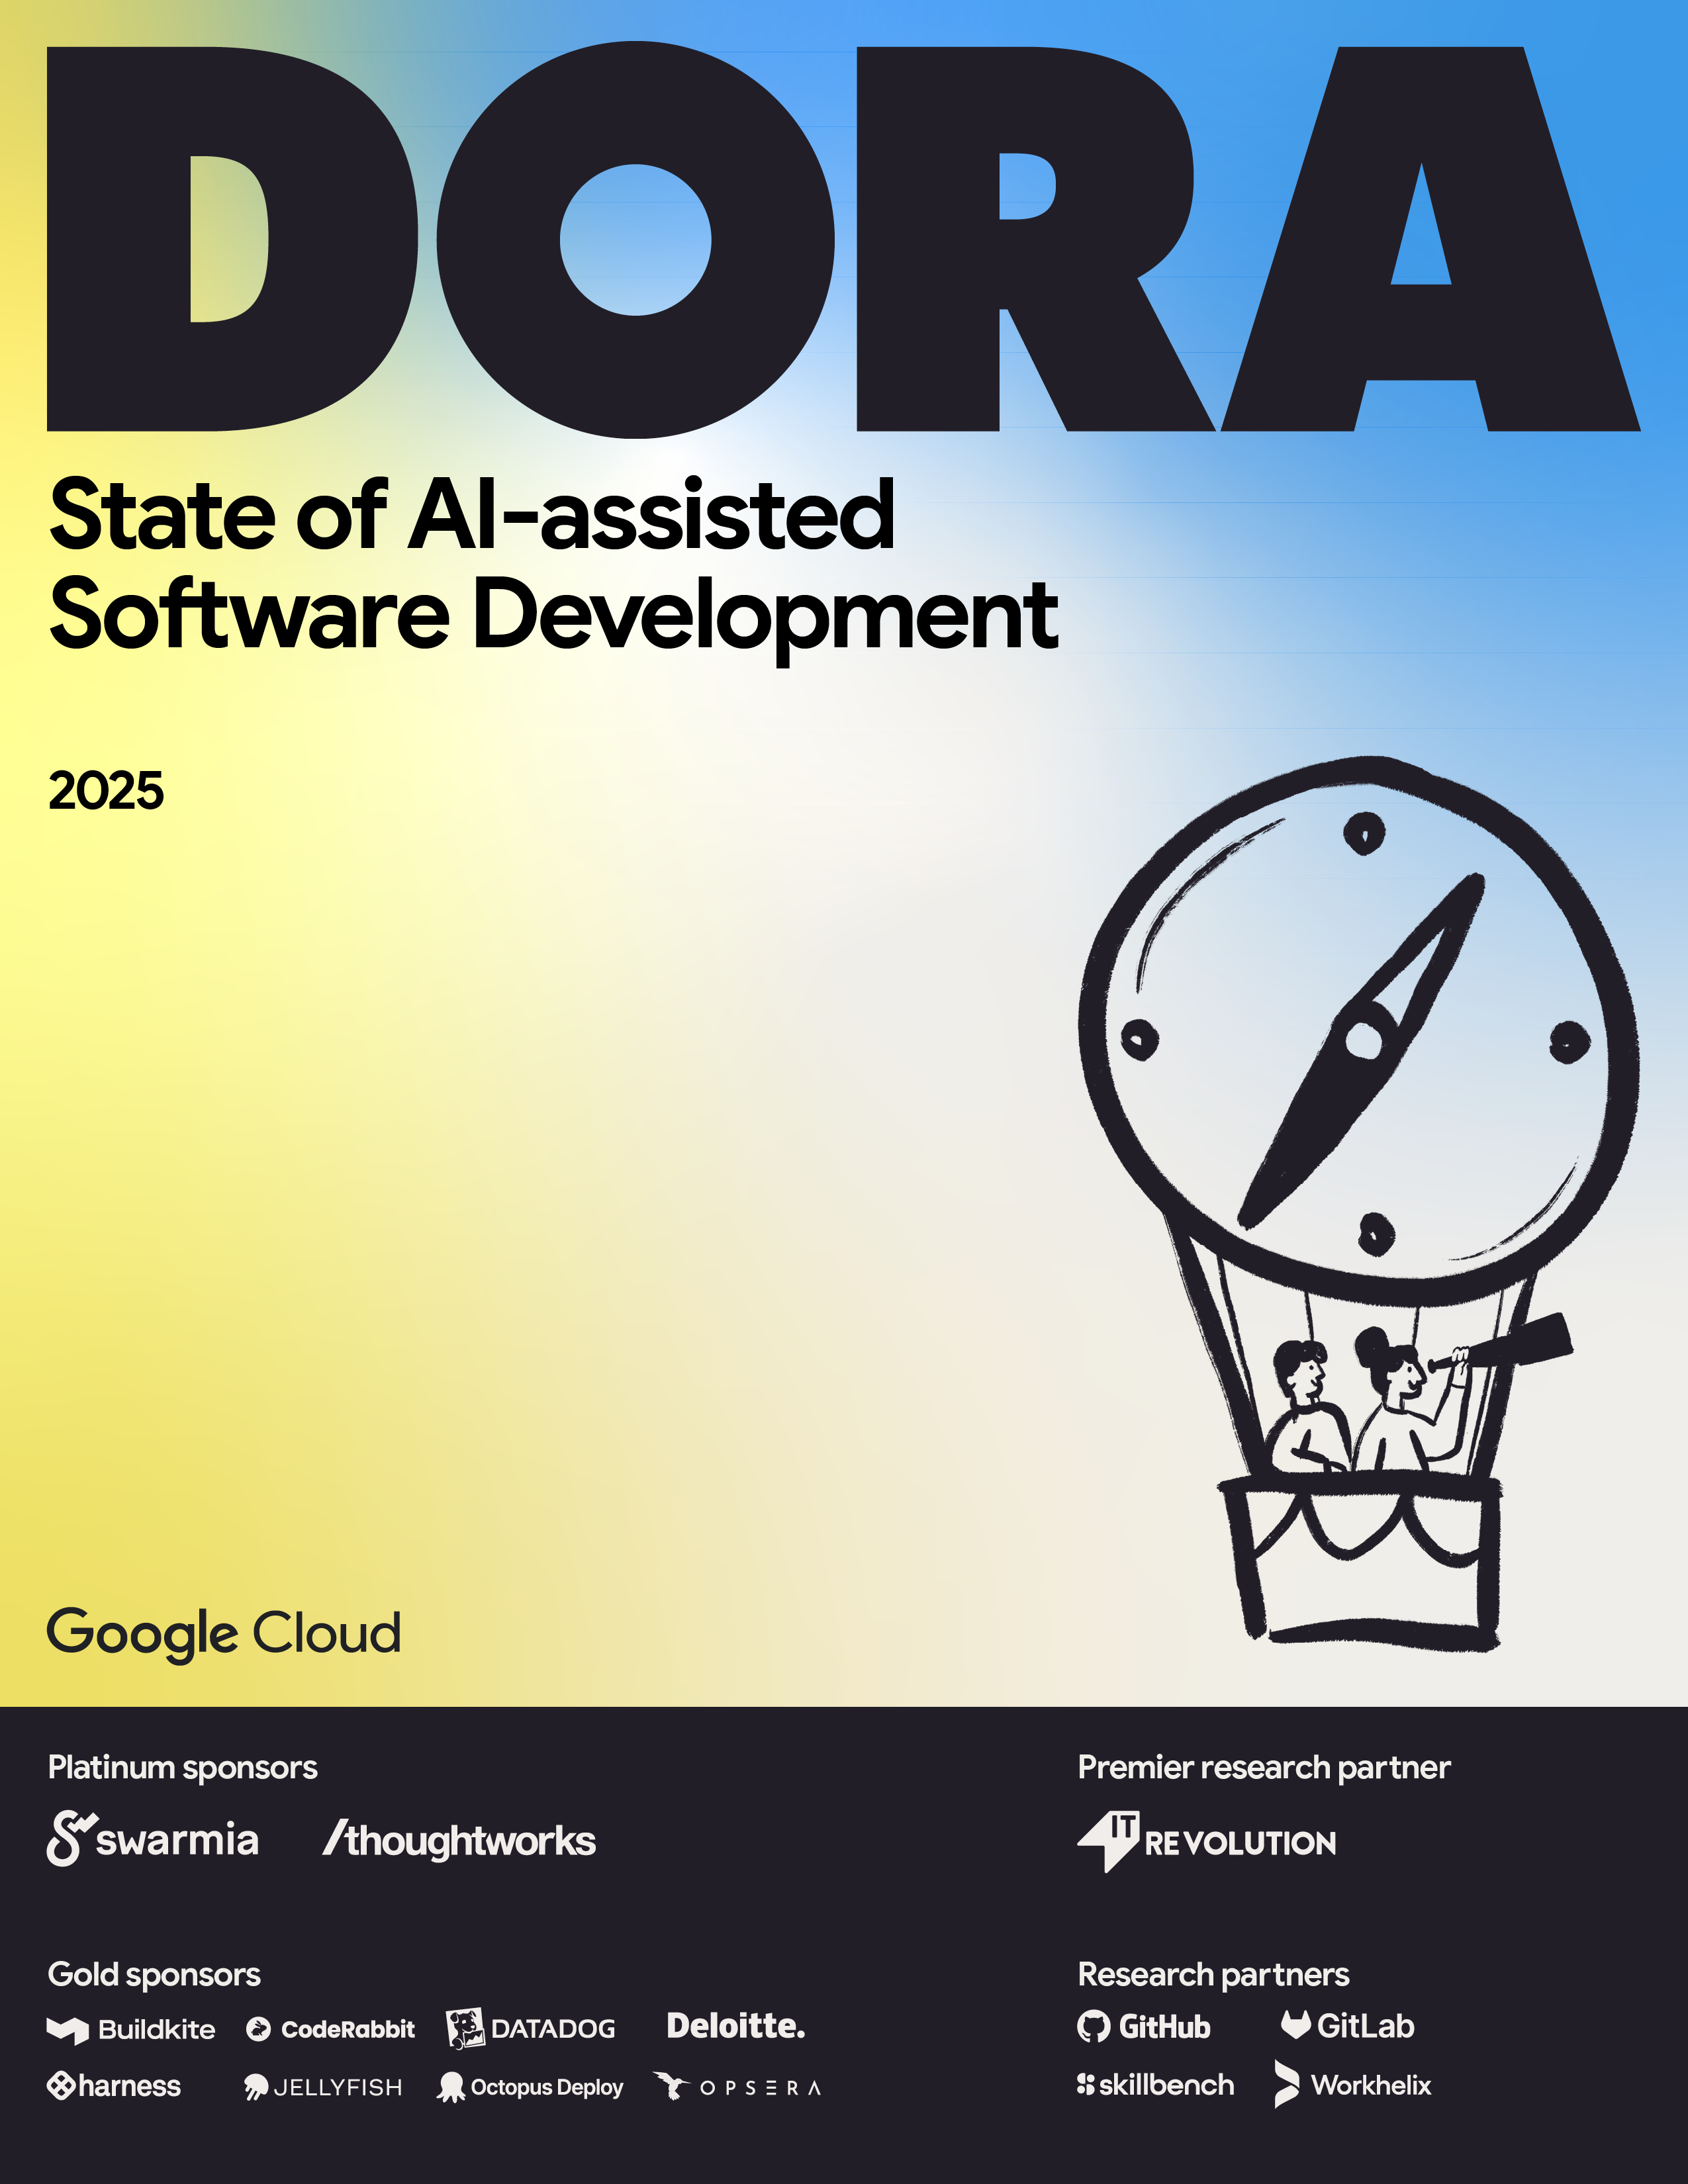 DORA
State of AI-assisted
Software Development
2025
Google Cloud
Platinum sponsors
swarmia
/thoughtworks
Premier research partner
IT REVOLUTION
Gold sponsors
Buildkite
CodeRabbit
DATADOG
Deloitte.
harness
JELLYFISH
Octopus Deploy
OPSERA
Research partners
GitHub
GitLab
skillbench
Workhelix